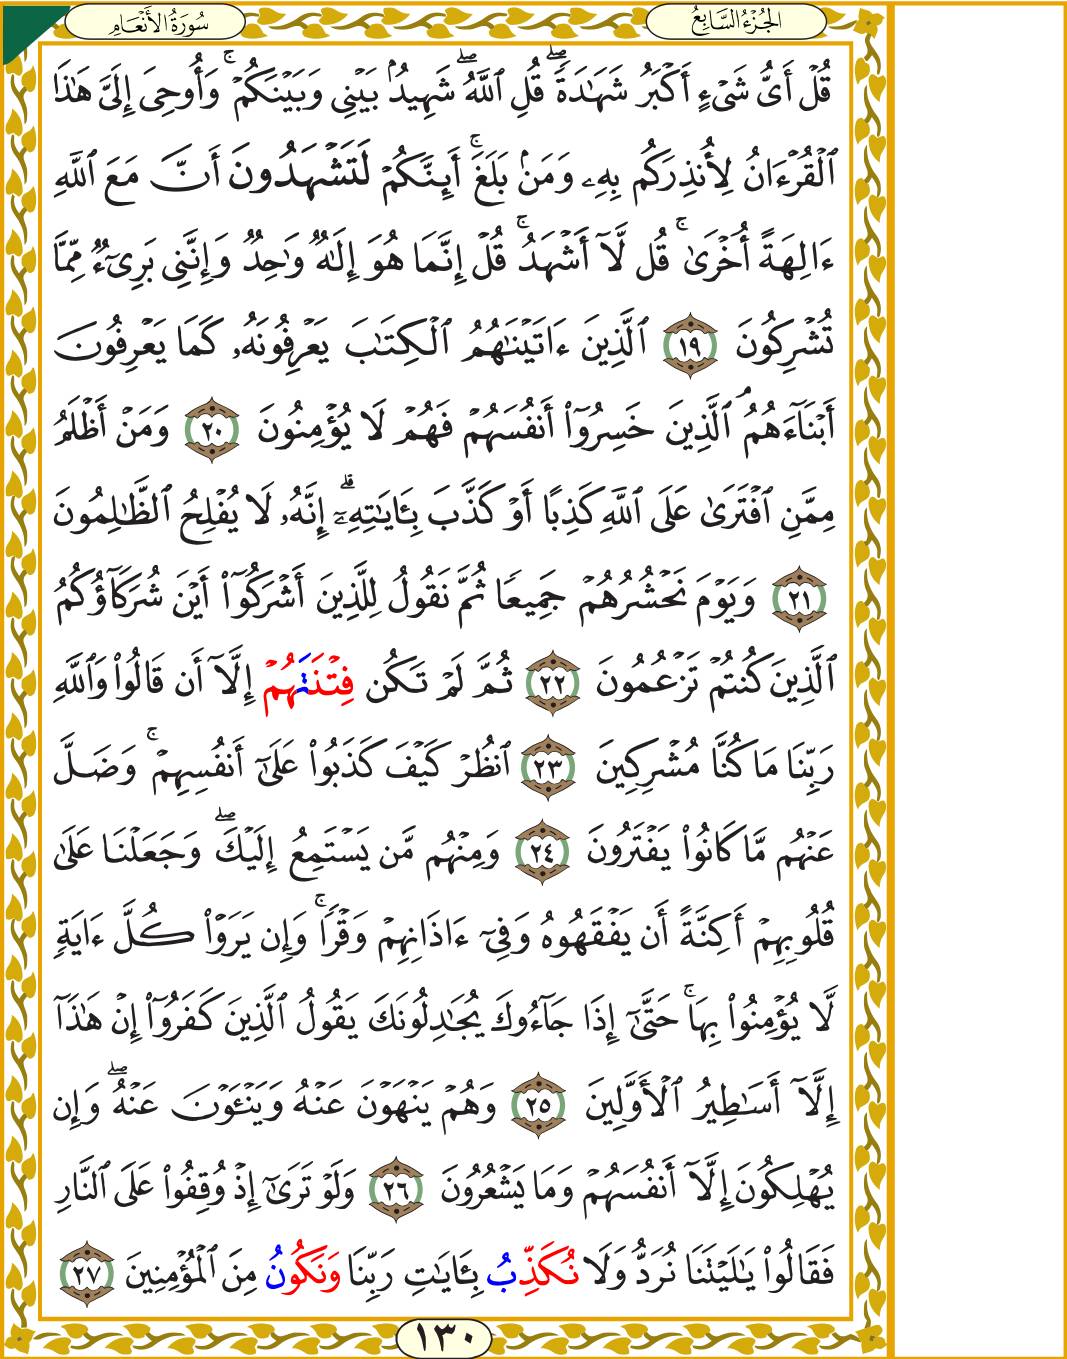 سُورَةُ الأَنْعَامِ
الجُزْءُ السَّابِعُ
قُلۡ أَىُّ شَىۡءٍ أَكۡبَرُ شَهَـٰدَةًۖ قُلِ ٱللَّهُۖ شَهِيدُۢ بَيۡنِى وَبَيۡنَكُمۡۚ وَأُوحِىَ إِلَىَّ هَـٰذَا
ٱلۡقُرۡءَانُ لِأُنذِرَكُم بِهِۦ وَمَنۢ بَلَغَۚ أَئِنَّكُمۡ لَتَشۡهَدُونَ أَنَّ مَعَ ٱللَّهِ
ءَالِهَةً أُخۡرَىٰۚ قُل لَّآ أَشۡهَدُۚ قُلۡ إِنَّمَا هُوَ إِلَـٰهٌ وَٰحِدٌ وَإِنَّنِى بَرِىٓءٌ مِّمَّا
تُشۡرِكُونَ ١٩ ٱلَّذِينَ ءَاتَيۡنَـٰهُمُ ٱلۡكِتَـٰبَ يَعۡرِفُونَهُۥ كَمَا يَعۡرِفُونَ
أَبۡنَآءَهُمُۘ ٱلَّذِينَ خَسِرُوٓاْ أَنفُسَهُمۡ فَهُمۡ لَا يُؤۡمِنُونَ ٢٠ وَمَنۡ أَظۡلَمُ
مِمَّنِ ٱفۡتَرَىٰ عَلَى ٱللَّهِ كَذِبًا أَوۡ كَذَّبَ بِـَٔايَـٰتِهِۦٓۗ إِنَّهُۥ لَا يُفۡلِحُ ٱلظَّـٰلِمُونَ
٢١ وَيَوۡمَ نَحۡشُرُهُمۡ جَمِيعًا ثُمَّ نَقُولُ لِلَّذِينَ أَشۡرَكُوٓاْ أَيۡنَ شُرَكَآؤُكُمُ
ٱلَّذِينَ كُنتُمۡ تَزۡعُمُونَ ٢٢ ثُمَّ لَمۡ تَكُن فِتۡنَتَهُمۡ إِلَّآ أَن قَالُواْ وَٱللَّهِ
رَبِّنَا مَا كُنَّا مُشۡرِكِينَ ٢٣ ٱنظُرۡ كَيۡفَ كَذَبُواْ عَلَىٰٓ أَنفُسِهِمۡۚ وَضَلَّ
عَنۡهُم مَّا كَانُواْ يَفۡتَرُونَ ٢٤ وَمِنۡهُم مَّن يَسۡتَمِعُ إِلَيۡكَۖ وَجَعَلۡنَا عَلَىٰ
قُلُوبِهِمۡ أَكِنَّةً أَن يَفۡقَهُوهُ وَفِىٓ ءَاذَانِهِمۡ وَقۡرًاۚ وَإِن يَرَوۡاْ كُلَّ ءَايَةٍ
لَّا يُؤۡمِنُواْ بِهَاۚ حَتَّىٰٓ إِذَا جَآءُوكَ يُجَـٰدِلُونَكَ يَقُولُ ٱلَّذِينَ كَفَرُوٓاْ إِنۡ هَـٰذَآ
إِلَّآ أَسَـٰطِيرُ ٱلۡأَوَّلِينَ ٢٥ وَهُمۡ يَنۡهَوۡنَ عَنۡهُ وَيَنۡـَٔوۡنَ عَنۡهُۖ وَإِن
يُهۡلِكُونَ إِلَّآ أَنفُسَهُمۡ وَمَا يَشۡعُرُونَ ٢٦ وَلَوۡ تَرَىٰٓ إِذۡ وُقِفُواْ عَلَى ٱلنَّارِ
فَقَالُواْ يَـٰلَيۡتَنَا نُرَدُّ وَلَا نُكَذِّبُ بِـَٔايَـٰتِ رَبِّنَا وَنَكُونُ مِنَ ٱلۡمُؤۡمِنِينَ ٢٧
١٣٠